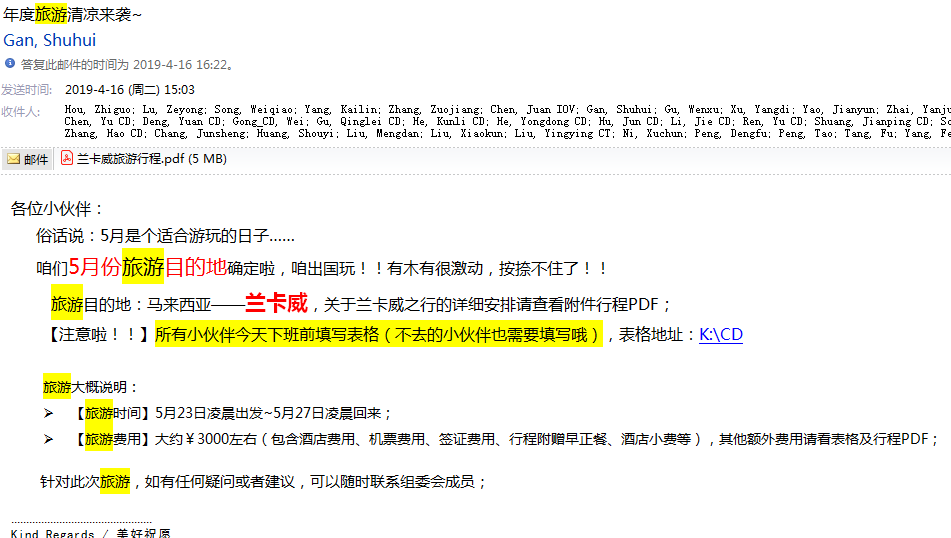 年度旅游清凉来袭~
Gan, Shuhui
答复此邮件的时间为 2019-4-16 16:22。
发送时间: 2019-4-16 (周二) 15:03
收件人: Hou, Zhiguo; Lu, Zeyong; Song, Weiqiao; Yang, Kailin; Zhang, Zuojiang; Chen, Juan IOV; Gan, Shuhui; Gu, Wenxu; Xu, Yangdi; Yao, Jianyun; Zhai, Yanju
Chen, Yu CD; Deng, Yuan CD; Gong_CD, Wei; Gu, Qinglei CD; He, Kunli CD; He, Yongdong CD; Hu, Jun CD; Li, Jie CD; Ren, Yu CD; Shuang, Jianping CD; So
Zhang, Hao CD; Chang, Junsheng; Huang, Shouyi; Liu, Mengdan; Liu, Xiaokun; Liu, Yingying CT; Ni, Xuchun; Peng, Dengfu; Peng, Tao; Tang, Fu; Yang, Fe
邮件 兰卡威旅游行程.pdf (5 MB)
各位小伙伴：
俗话说：5月是个适合游玩的日子......
咱们5月份旅游目的地确定啦，咱出国玩！！有木有很激动，按捺不住了！！
旅游目的地：马来西亚——兰卡威，关于兰卡威之行的详细安排请查看附件行程PDF；
【注意啦！！】所有小伙伴今天下班前填写表格（不去的小伙伴也需要填写哦），表格地址：K:\CD
旅游大概说明：
➢ 【旅游时间】5月23日凌晨出发~5月27日凌晨回来；
➢ 【旅游费用】大约￥3000左右（包含酒店费用、机票费用、签证费用、行程附赠早正餐、酒店小费等），其他额外费用请看表格及行程PDF；
针对此次旅游，如有任何疑问或者建议，可以随时联系组委会成员；
Kind Regards / 美好祝愿